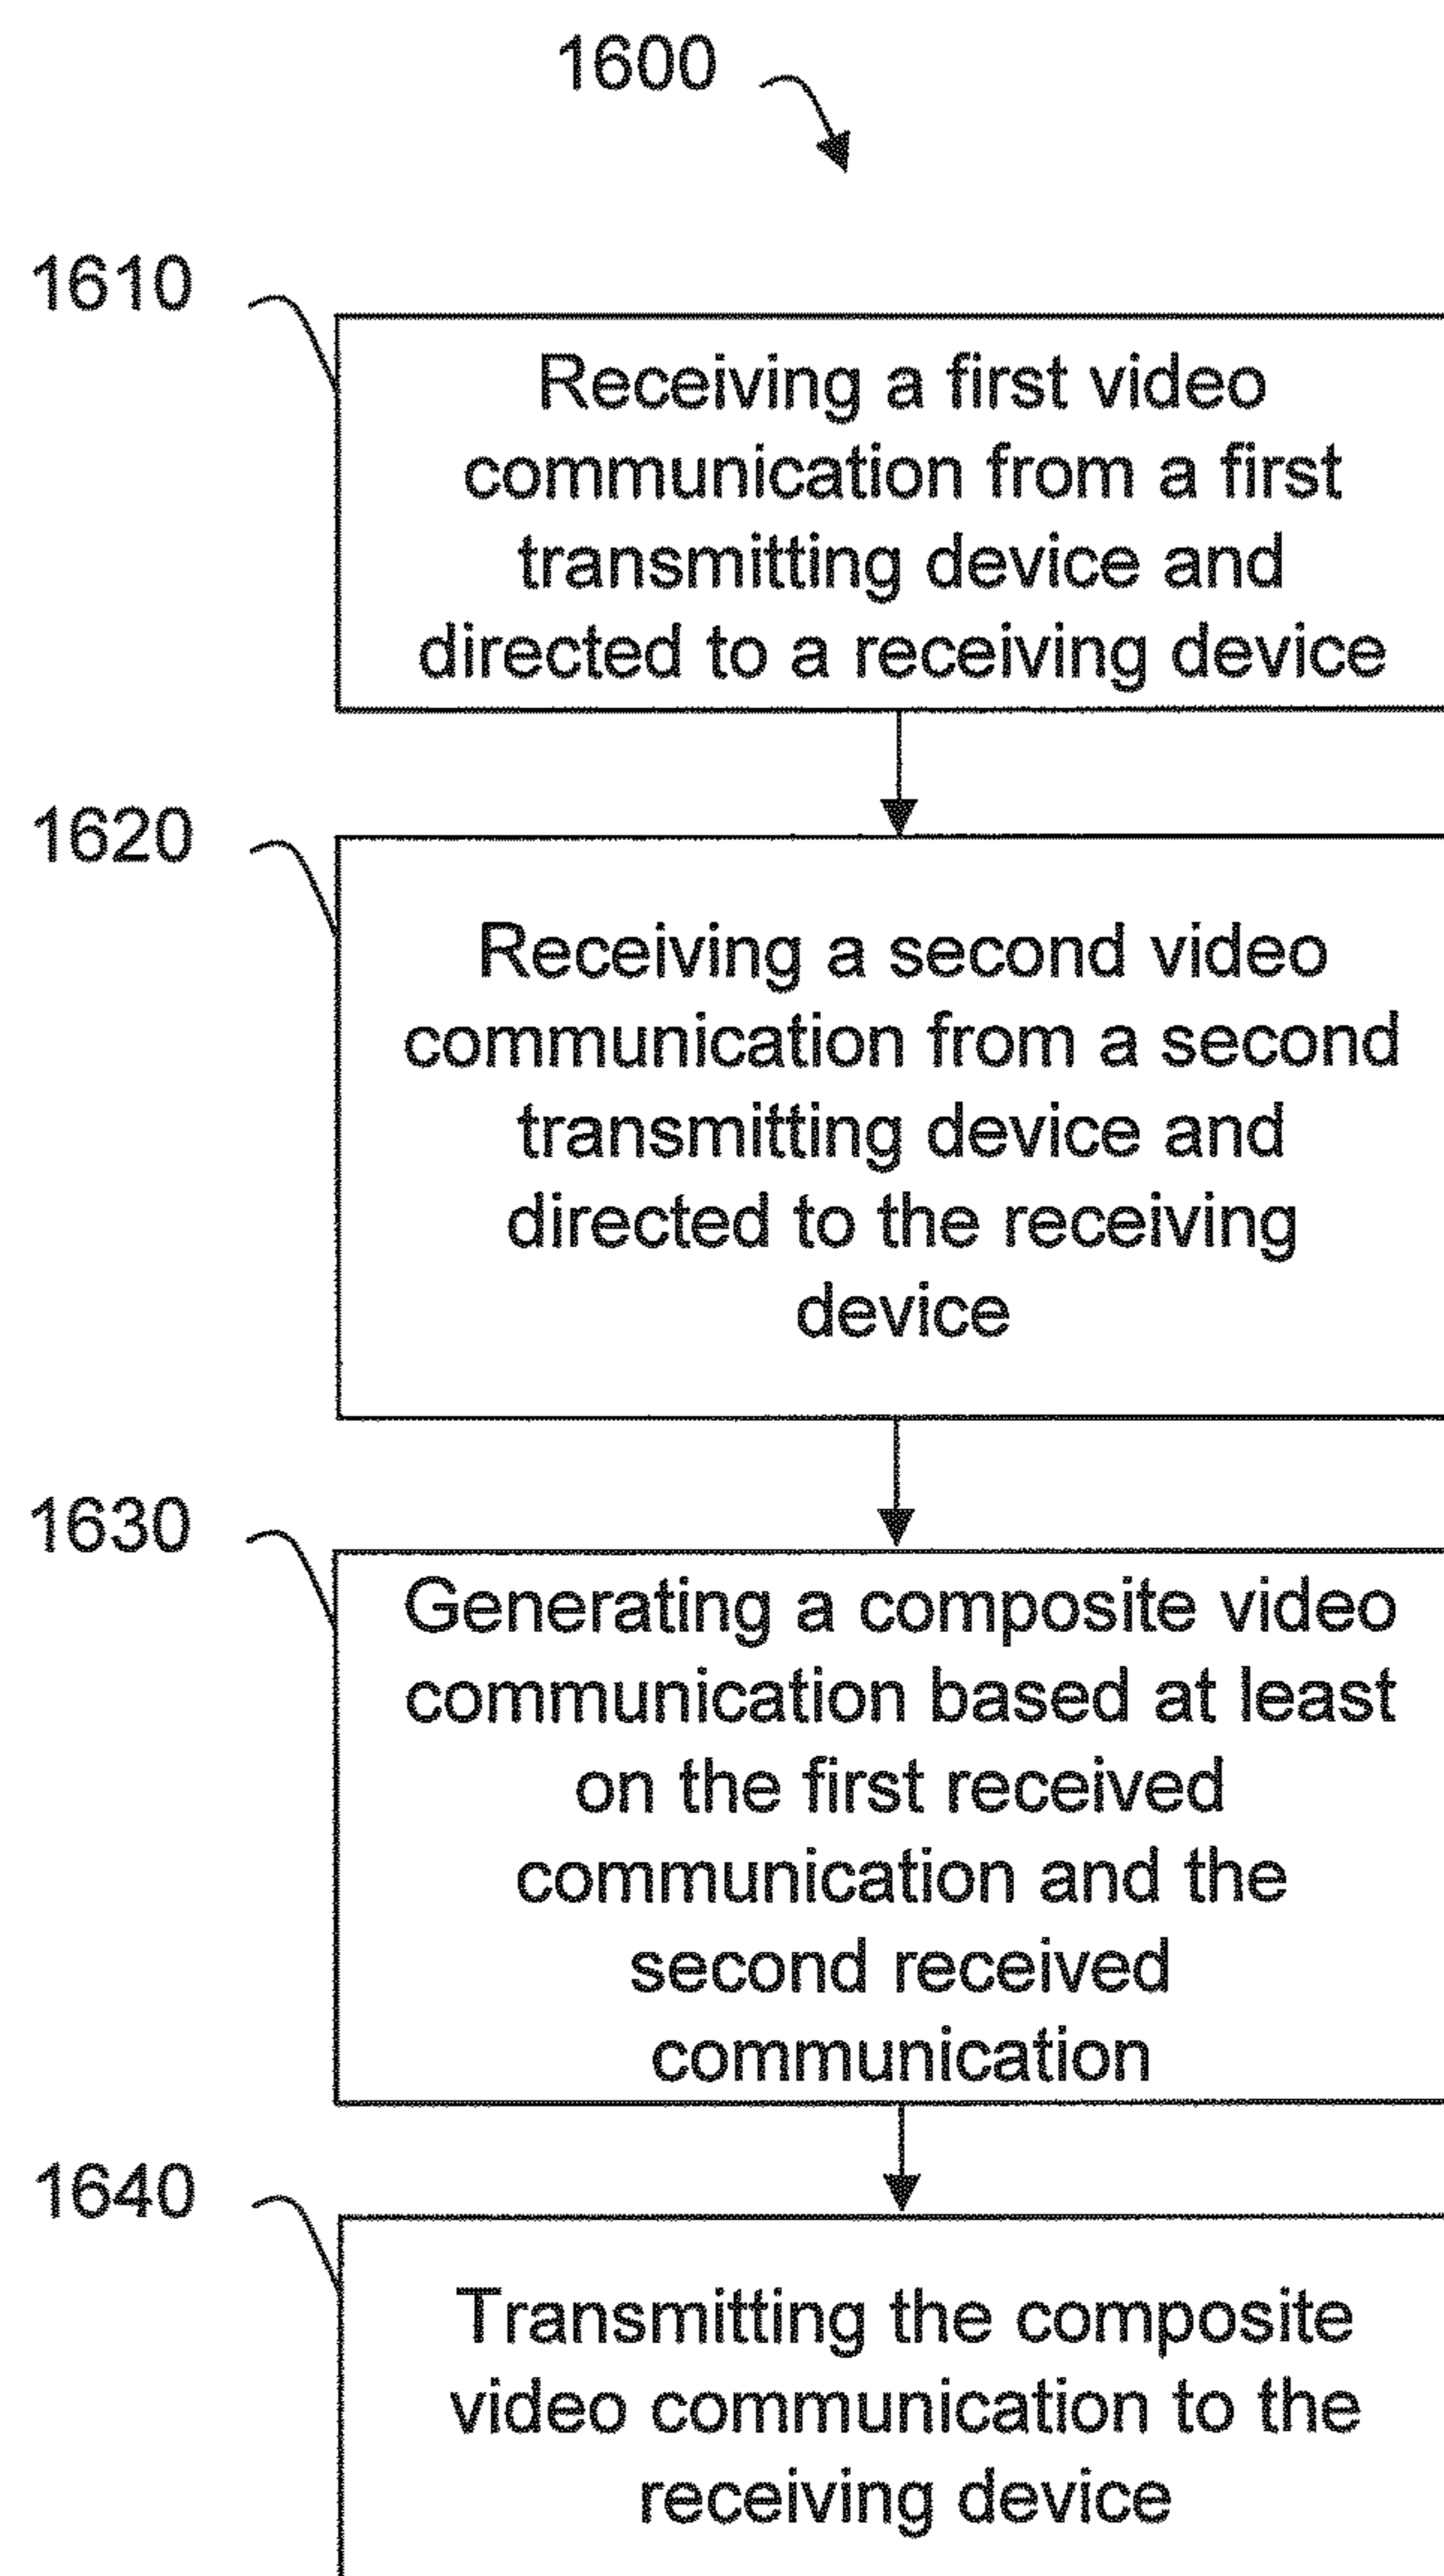 1600
1610
Receiving a first video
communication from a first
transmitting device and
directed to a receiving device
1620
Receiving a second video
communication from a second
transmitting device and
directed to the receiving
device
1630
Generating a composite video
communication based at least
on the first received
communication and the
second received
communication
1640
Transmitting the composite
video communication to the
receiving device